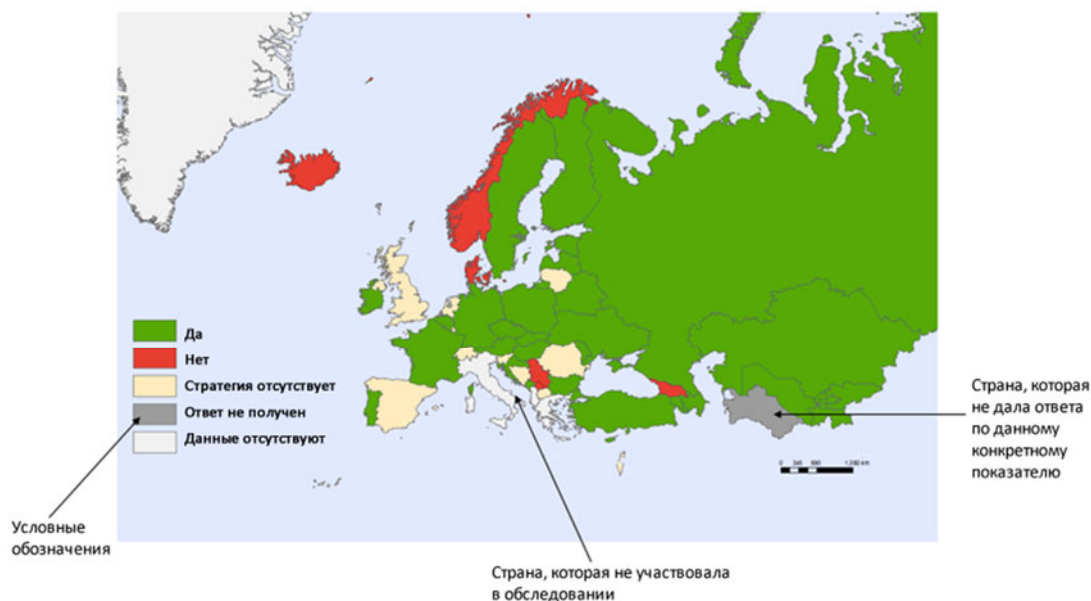 Да
Нет
Стратегия отсутствует
Ответ не получен
Данные отсутствуют
Страна, которая
не дала ответа
по данному
конкретному
показателю
Условные
обозначения
Страна, которая не участвовала
в обследовании